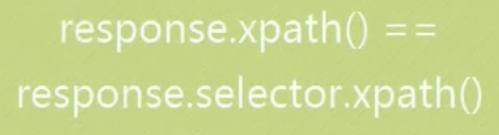 response.xpath() ==
response.selector.xpath()